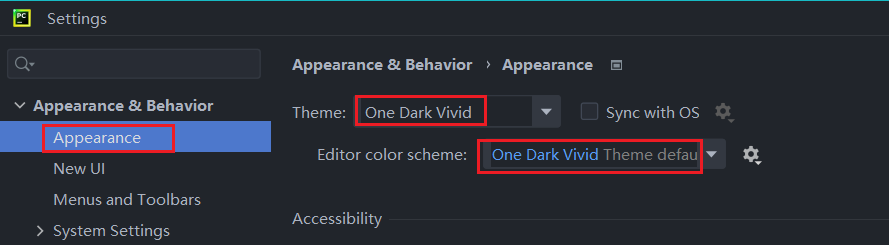 PC
Settings
Appearance & Behavior
Appearance
New UI
Menus and Toolbars
System Settings
Appearance & Behavior › Appearance
Theme: One Dark Vivid Sync with OS
Editor color scheme: One Dark Vivid Theme defau
Accessibility